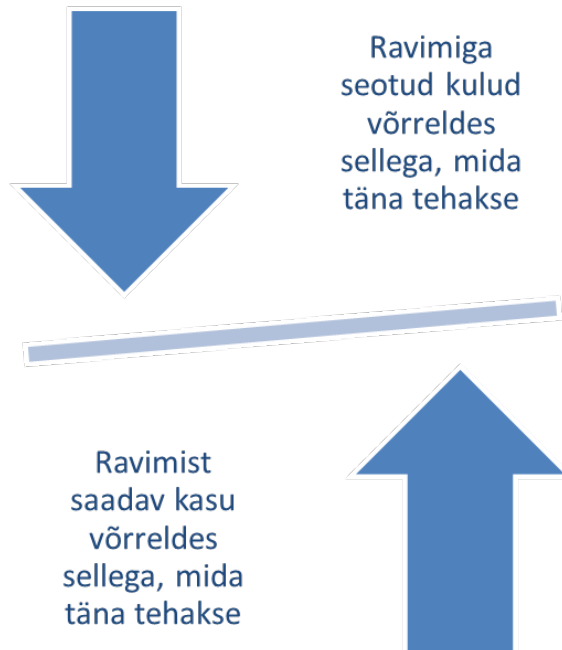 Ravimiga
seotud kulud
võrreldes
sellega, mida
täna tehakse
Ravimist
saadav kasu
võrreldes
sellega, mida
täna tehakse